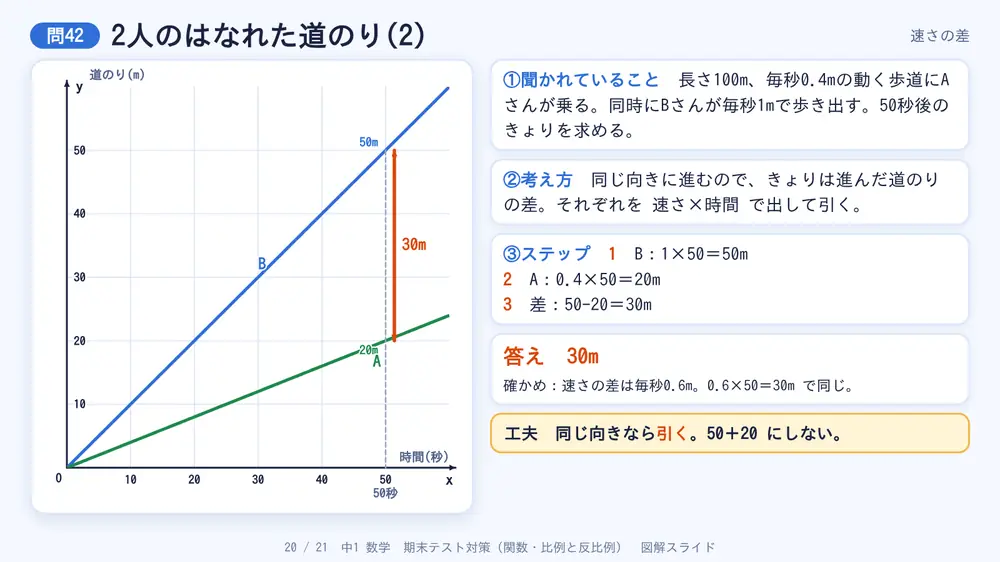 問42 2人のはなれた道のり(2)
速さの差
道のり(m)
y
50m
50
40
30m
B
30
20
20m
A
10
時間(秒)
0 10 20 30 40 50 x
50秒
①聞かれていること 長さ100m、毎秒0.4mの動く歩道にA
さんが乗る。同時にBさんが毎秒1mで歩き出す。50秒後の
きょりを求める。
②考え方 同じ向きに進むので、きょりは進んだ道のり
の差。それぞれを 速さ×時間 で出して引く。
③ステップ 1 B：1×50＝50m
2 A：0.4×50＝20m
3 差：50-20＝30m
答え 30m
確かめ：速さの差は毎秒0.6m。0.6×50＝30m で同じ。
工夫 同じ向きなら引く。50＋20 にしない。
20 / 21 中1 数学 期末テスト対策（関数・比例と反比例） 図解スライド